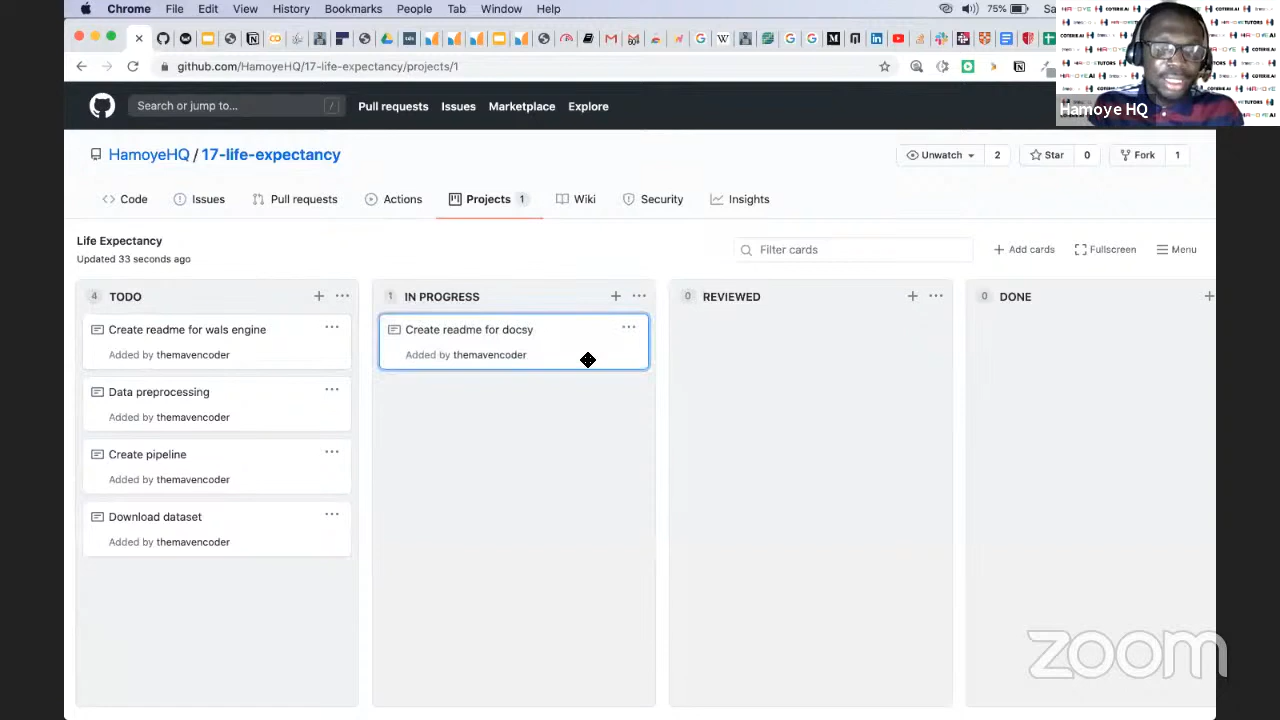 Chrome File Edit View History Bookmarks People Tab Window
75%
github.com/HamoyeHQ/17-life-expectancy/projects/1
Hamoye HQ
Search or jump to... /
Pull requests Issues Marketplace Explore
HamoyeHQ / 17-life-expectancy
Unwatch 2 Star 0 Fork 1
Code Issues Pull requests Actions Projects 1 Wiki Security Insights
Life Expectancy
Updated 33 seconds ago
Filter cards
Add cards Fullscreen Menu
4 TODO
Create readme for wals engine
Added by themavencoder
Data preprocessing
Added by themavencoder
Create pipeline
Added by themavencoder
Download dataset
Added by themavencoder
1 IN PROGRESS
Create readme for docsy
Added by themavencoder
0 REVIEWED
0 DONE
zoom